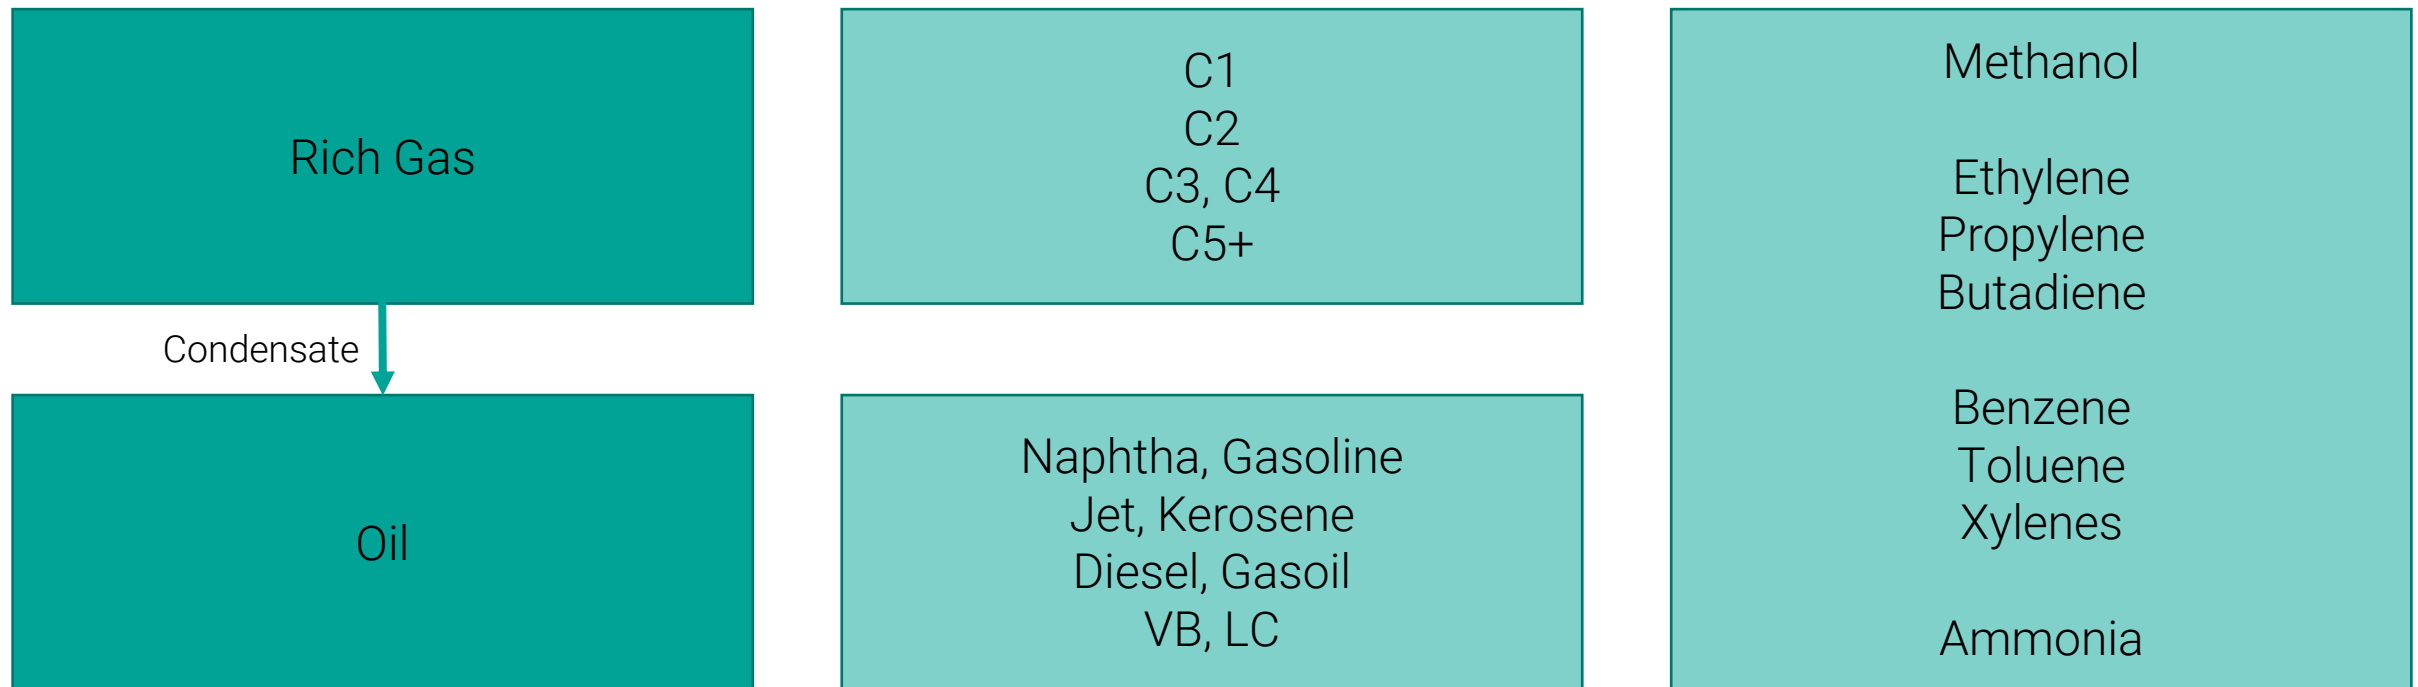 Rich Gas
Condensate
Oil
C1
C2
C3, C4
C5+
Naphtha, Gasoline
Jet, Kerosene
Diesel, Gasoil
VB, LC
Methanol
Ethylene
Propylene
Butadiene
Benzene
Toluene
Xylenes
Ammonia